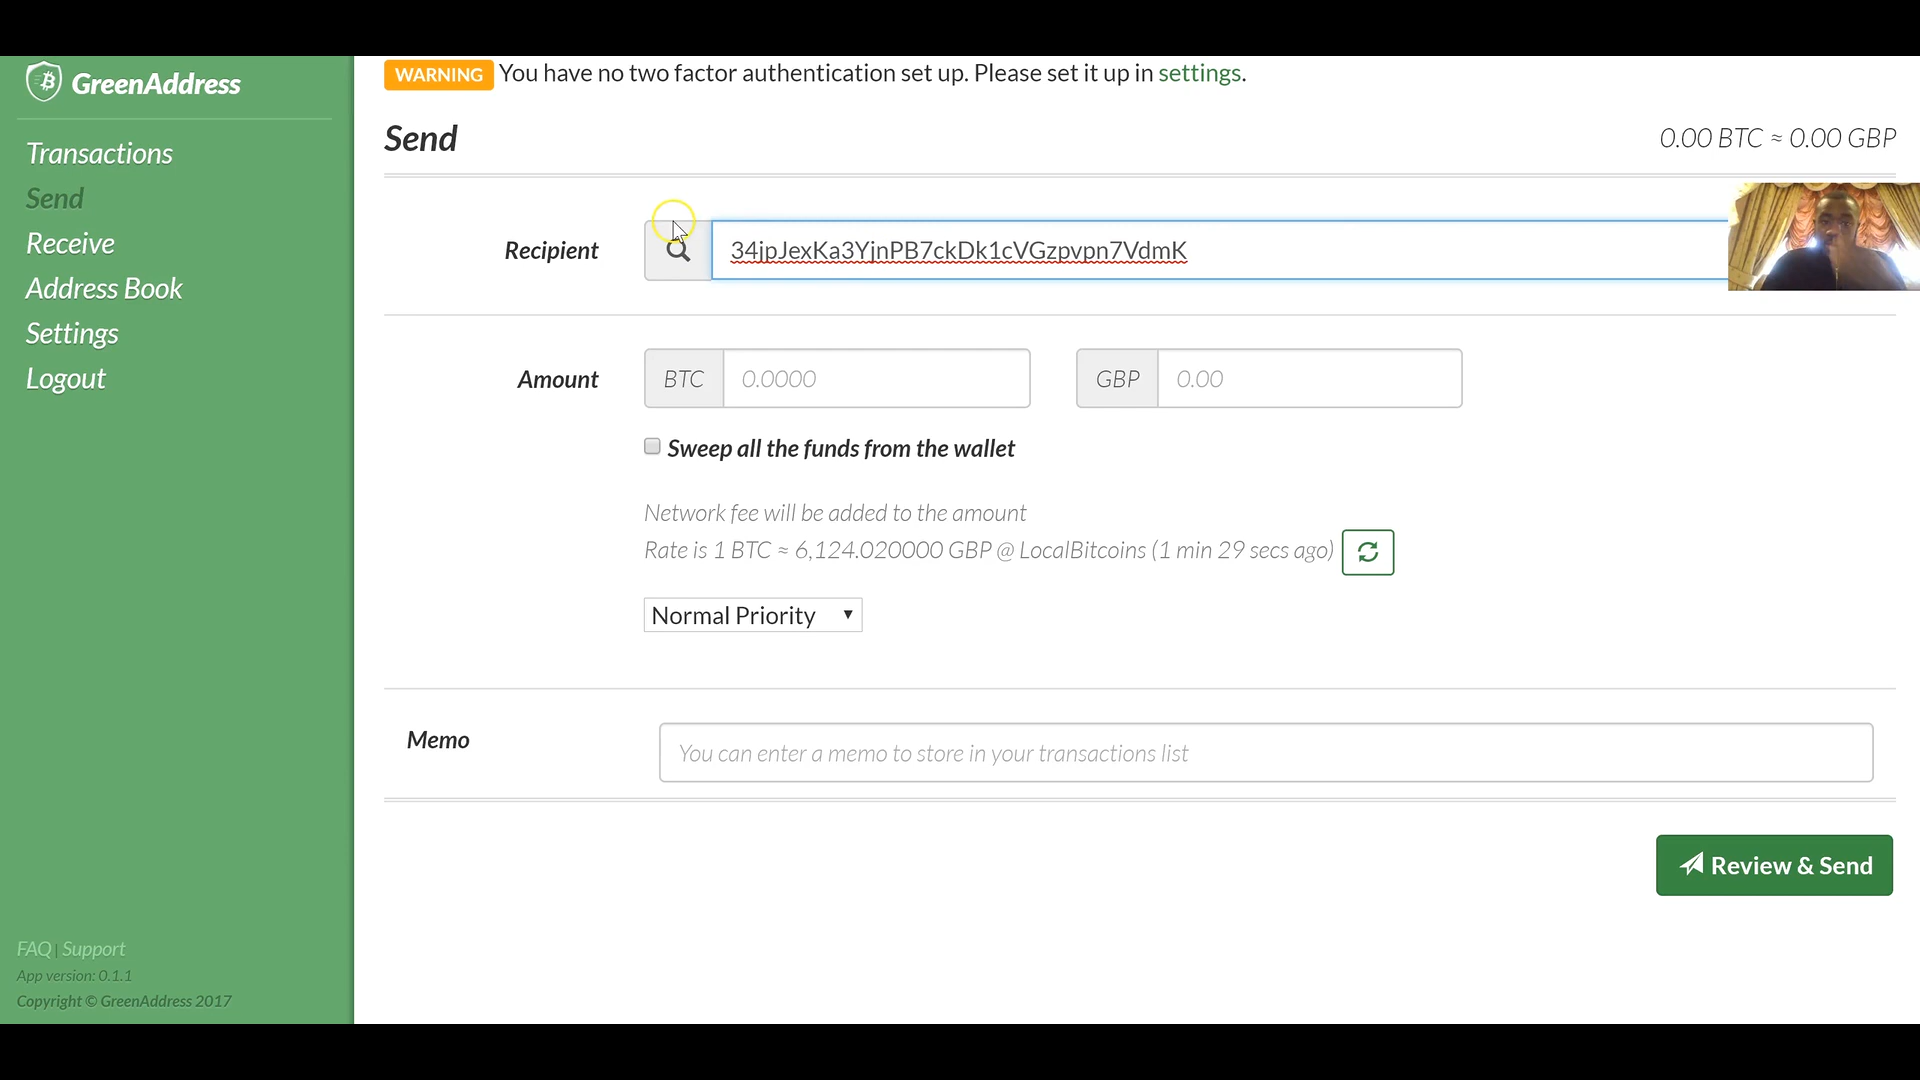 WARNING You have no two factor authentication set up. Please set it up in settings.
GreenAddress
Transactions
Send
Receive
Address Book
Settings
Logout
Send
0.00 BTC ≈ 0.00 GBP
Recipient
34jpJexKa3YjnPB7ckDk1cVGzpvpn7VdmK
Amount
BTC 0.0000
GBP 0.00
Sweep all the funds from the wallet
Network fee will be added to the amount
Rate is 1 BTC ≈ 6,124.020000 GBP @ LocalBitcoins (1 min 29 secs ago)
Normal Priority
Memo
You can enter a memo to store in your transactions list
Review & Send
FAQ | Support
App version: 0.1.1
Copyright © GreenAddress 2017